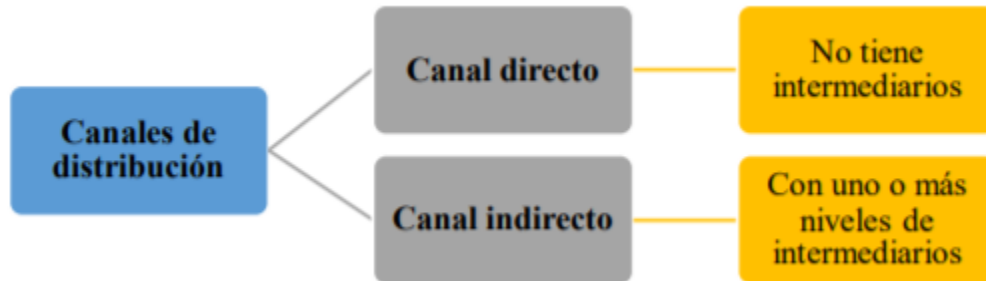 Canales de
distribución
Canal directo
No tiene
intermediarios
Canal indirecto
Con uno o más
niveles de
intermediarios